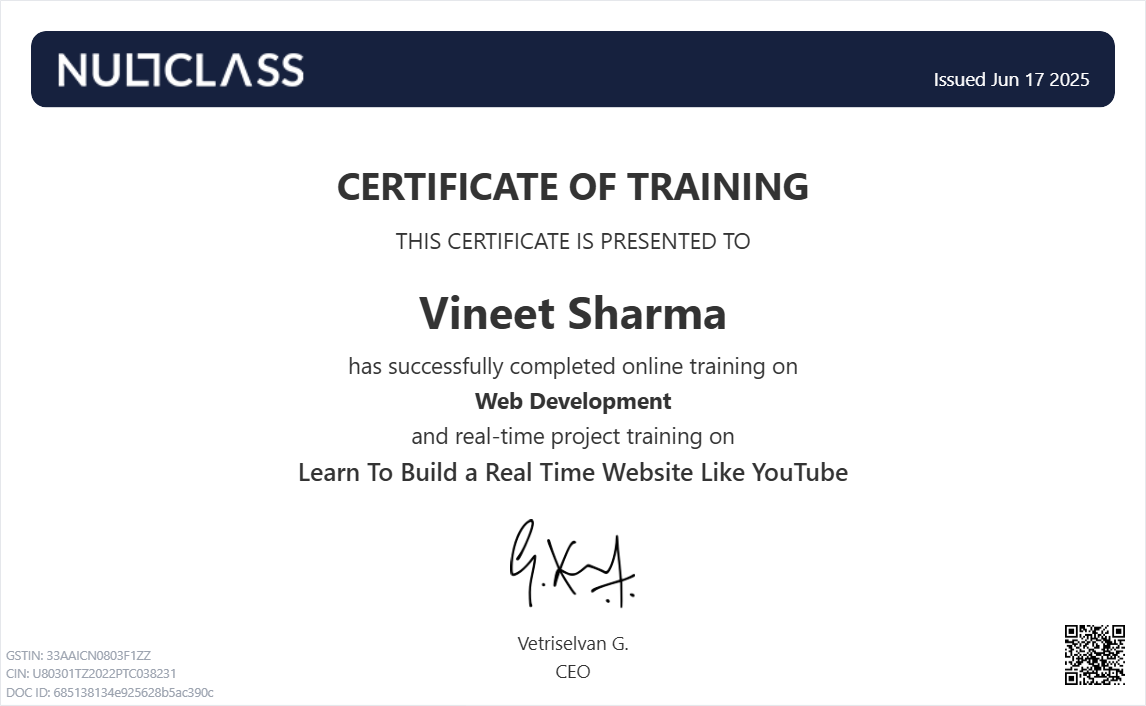 NULLCLASS
Issued Jun 17 2025
CERTIFICATE OF TRAINING
THIS CERTIFICATE IS PRESENTED TO
Vineet Sharma
has successfully completed online training on
Web Development
and real-time project training on
Learn To Build a Real Time Website Like YouTube
Vetriselvan G.
CEO
GSTIN: 33AAICN0803F1ZZ
CIN: U80301TZ2022PTC038231
DOC ID: 685138134e925628b5ac390c